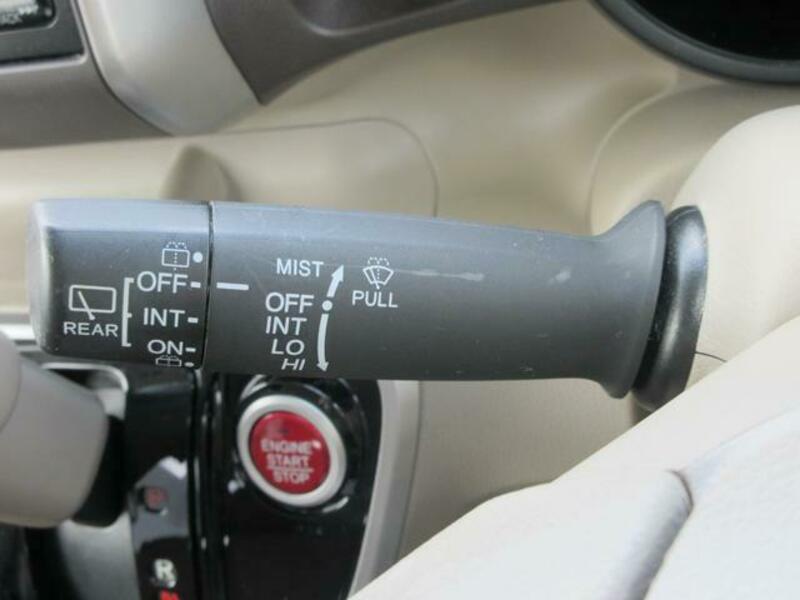 MIST
OFF
INT
LO
HI
PULL
OFF
INT
ON
REAR
ENGINE
START
STOP
R